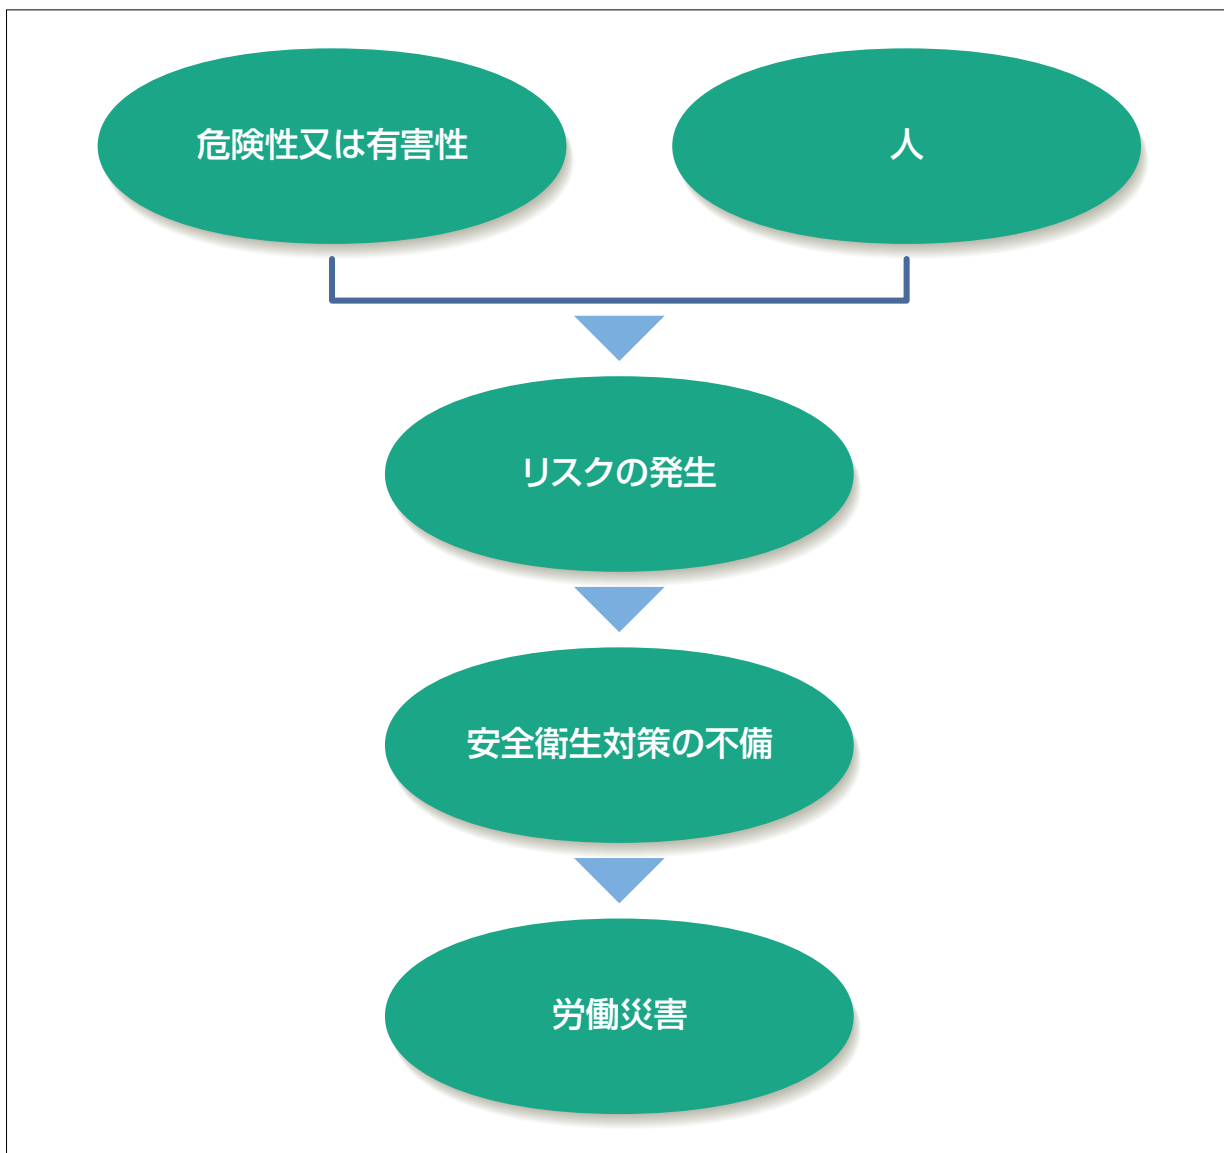 危険性又は有害性
人
リスクの発生
安全衛生対策の不備
労働災害